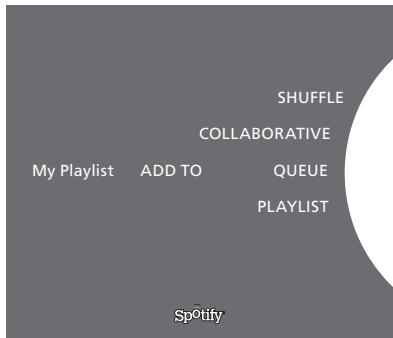 SHUFFLE
COLLABORATIVE
My Playlist ADD TO QUEUE
PLAYLIST
Spotify